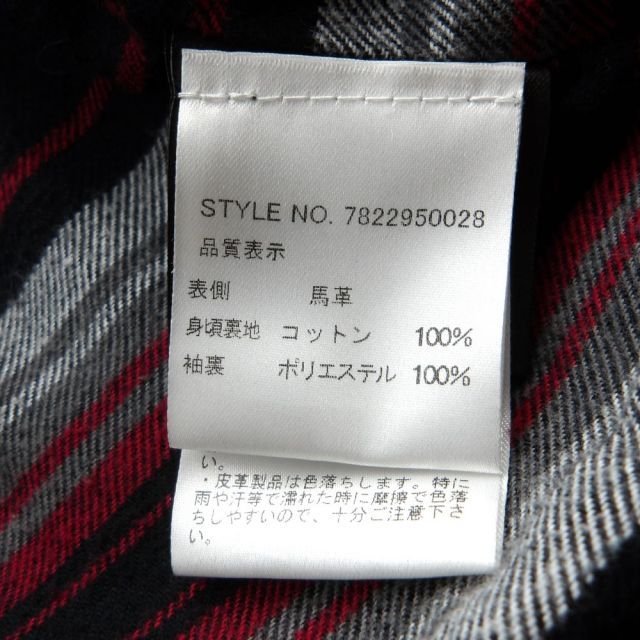 STYLE NO. 7822950028
品質表示
表側 馬革
身頃裏地 コットン 100%
袖裏 ポリエステル 100%
い。
・皮革製品は色落ちします。特に
雨や汗等で濡れた時に摩擦で色落
ちしやすいので、十分ご注意下さ
い。